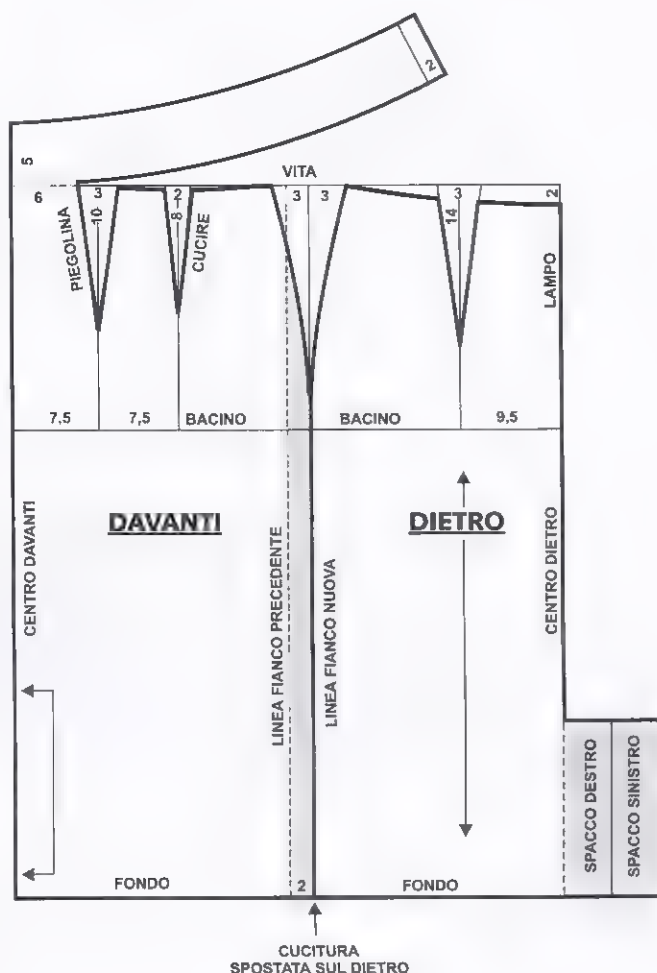 2
5
VITA
6
3
2
3
3
3
2
10
8
14
PIEGOLINA
CUCIRE
LAMPO
7,5
7,5
BACINO
BACINO
9,5
DAVANTI
DIETRO
CENTRO DAVANTI
LINEA FIANCO PRECEDENTE
LINEA FIANCO NUOVA
CENTRO DIETRO
SPACCO DESTRO
SPACCO SINISTRO
FONDO
2
FONDO
CUCITURA
SPOSTATA SUL DIETRO